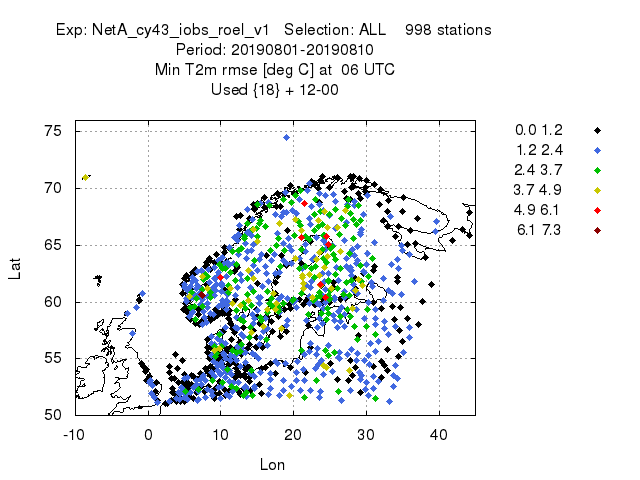 Exp: NetA_cy43_iobs_roel_v1 Selection: ALL 998 stations
Period: 20190801-20190810
Min T2m rmse [deg C] at 06 UTC
Used {18} + 12-00
75
70
65
60
55
50
-10 0 10 20 30 40
Lat
Lon
0.0 1.2
1.2 2.4
2.4 3.7
3.7 4.9
4.9 6.1
6.1 7.3